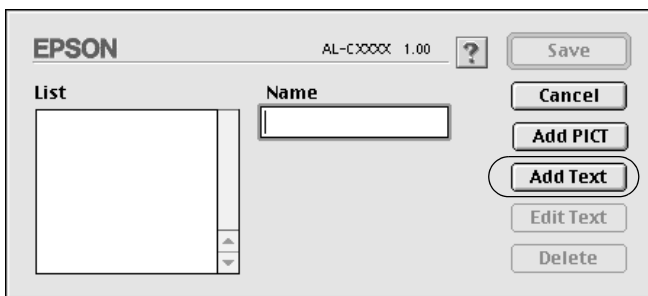 EPSON AL-CXXXX 1.00 ? Save
List Name Cancel
Add PICT
Add Text
Edit Text
Delete